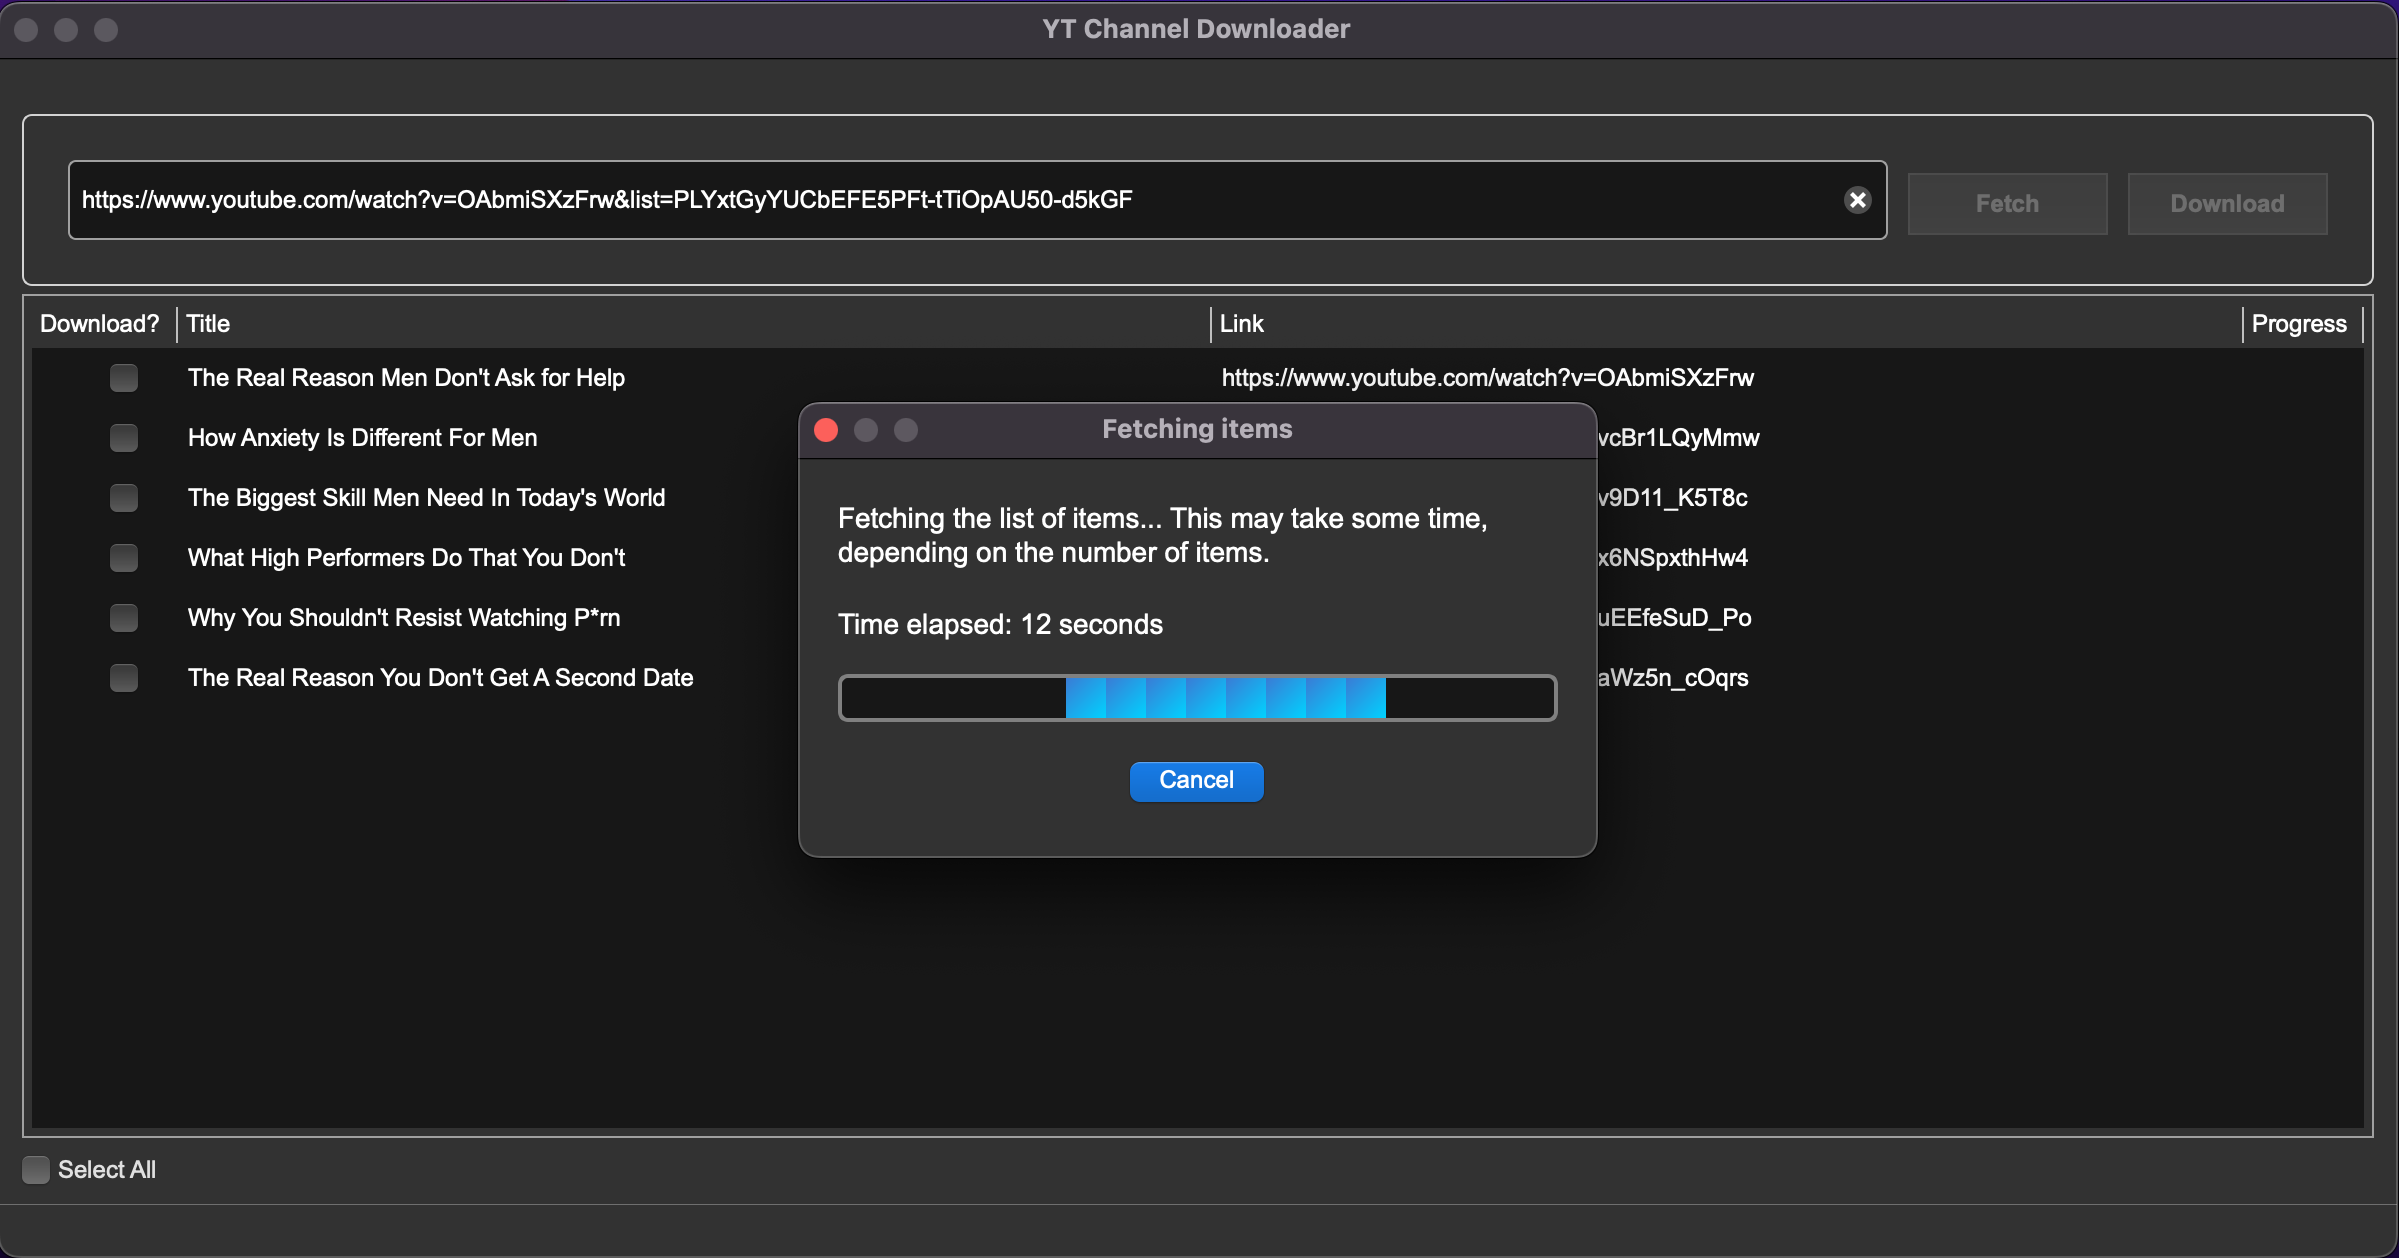 YT Channel Downloader
https://www.youtube.com/watch?v=OAbmiSXzFrw&list=PLYxtGyYUCbEFE5PFt-tTiOpAU50-d5kGF
Fetch
Download
Download?
Title
Link
Progress
The Real Reason Men Don't Ask for Help
https://www.youtube.com/watch?v=OAbmiSXzFrw
How Anxiety Is Different For Men
vcBr1LQyMmw
The Biggest Skill Men Need In Today's World
v9D11_K5T8c
What High Performers Do That You Don't
x6NSpxthHw4
Why You Shouldn't Resist Watching P*rn
uEEfeSuD_Po
The Real Reason You Don't Get A Second Date
aWz5n_cOqrs
Fetching items
Fetching the list of items... This may take some time,
depending on the number of items.
Time elapsed: 12 seconds
Cancel
Select All